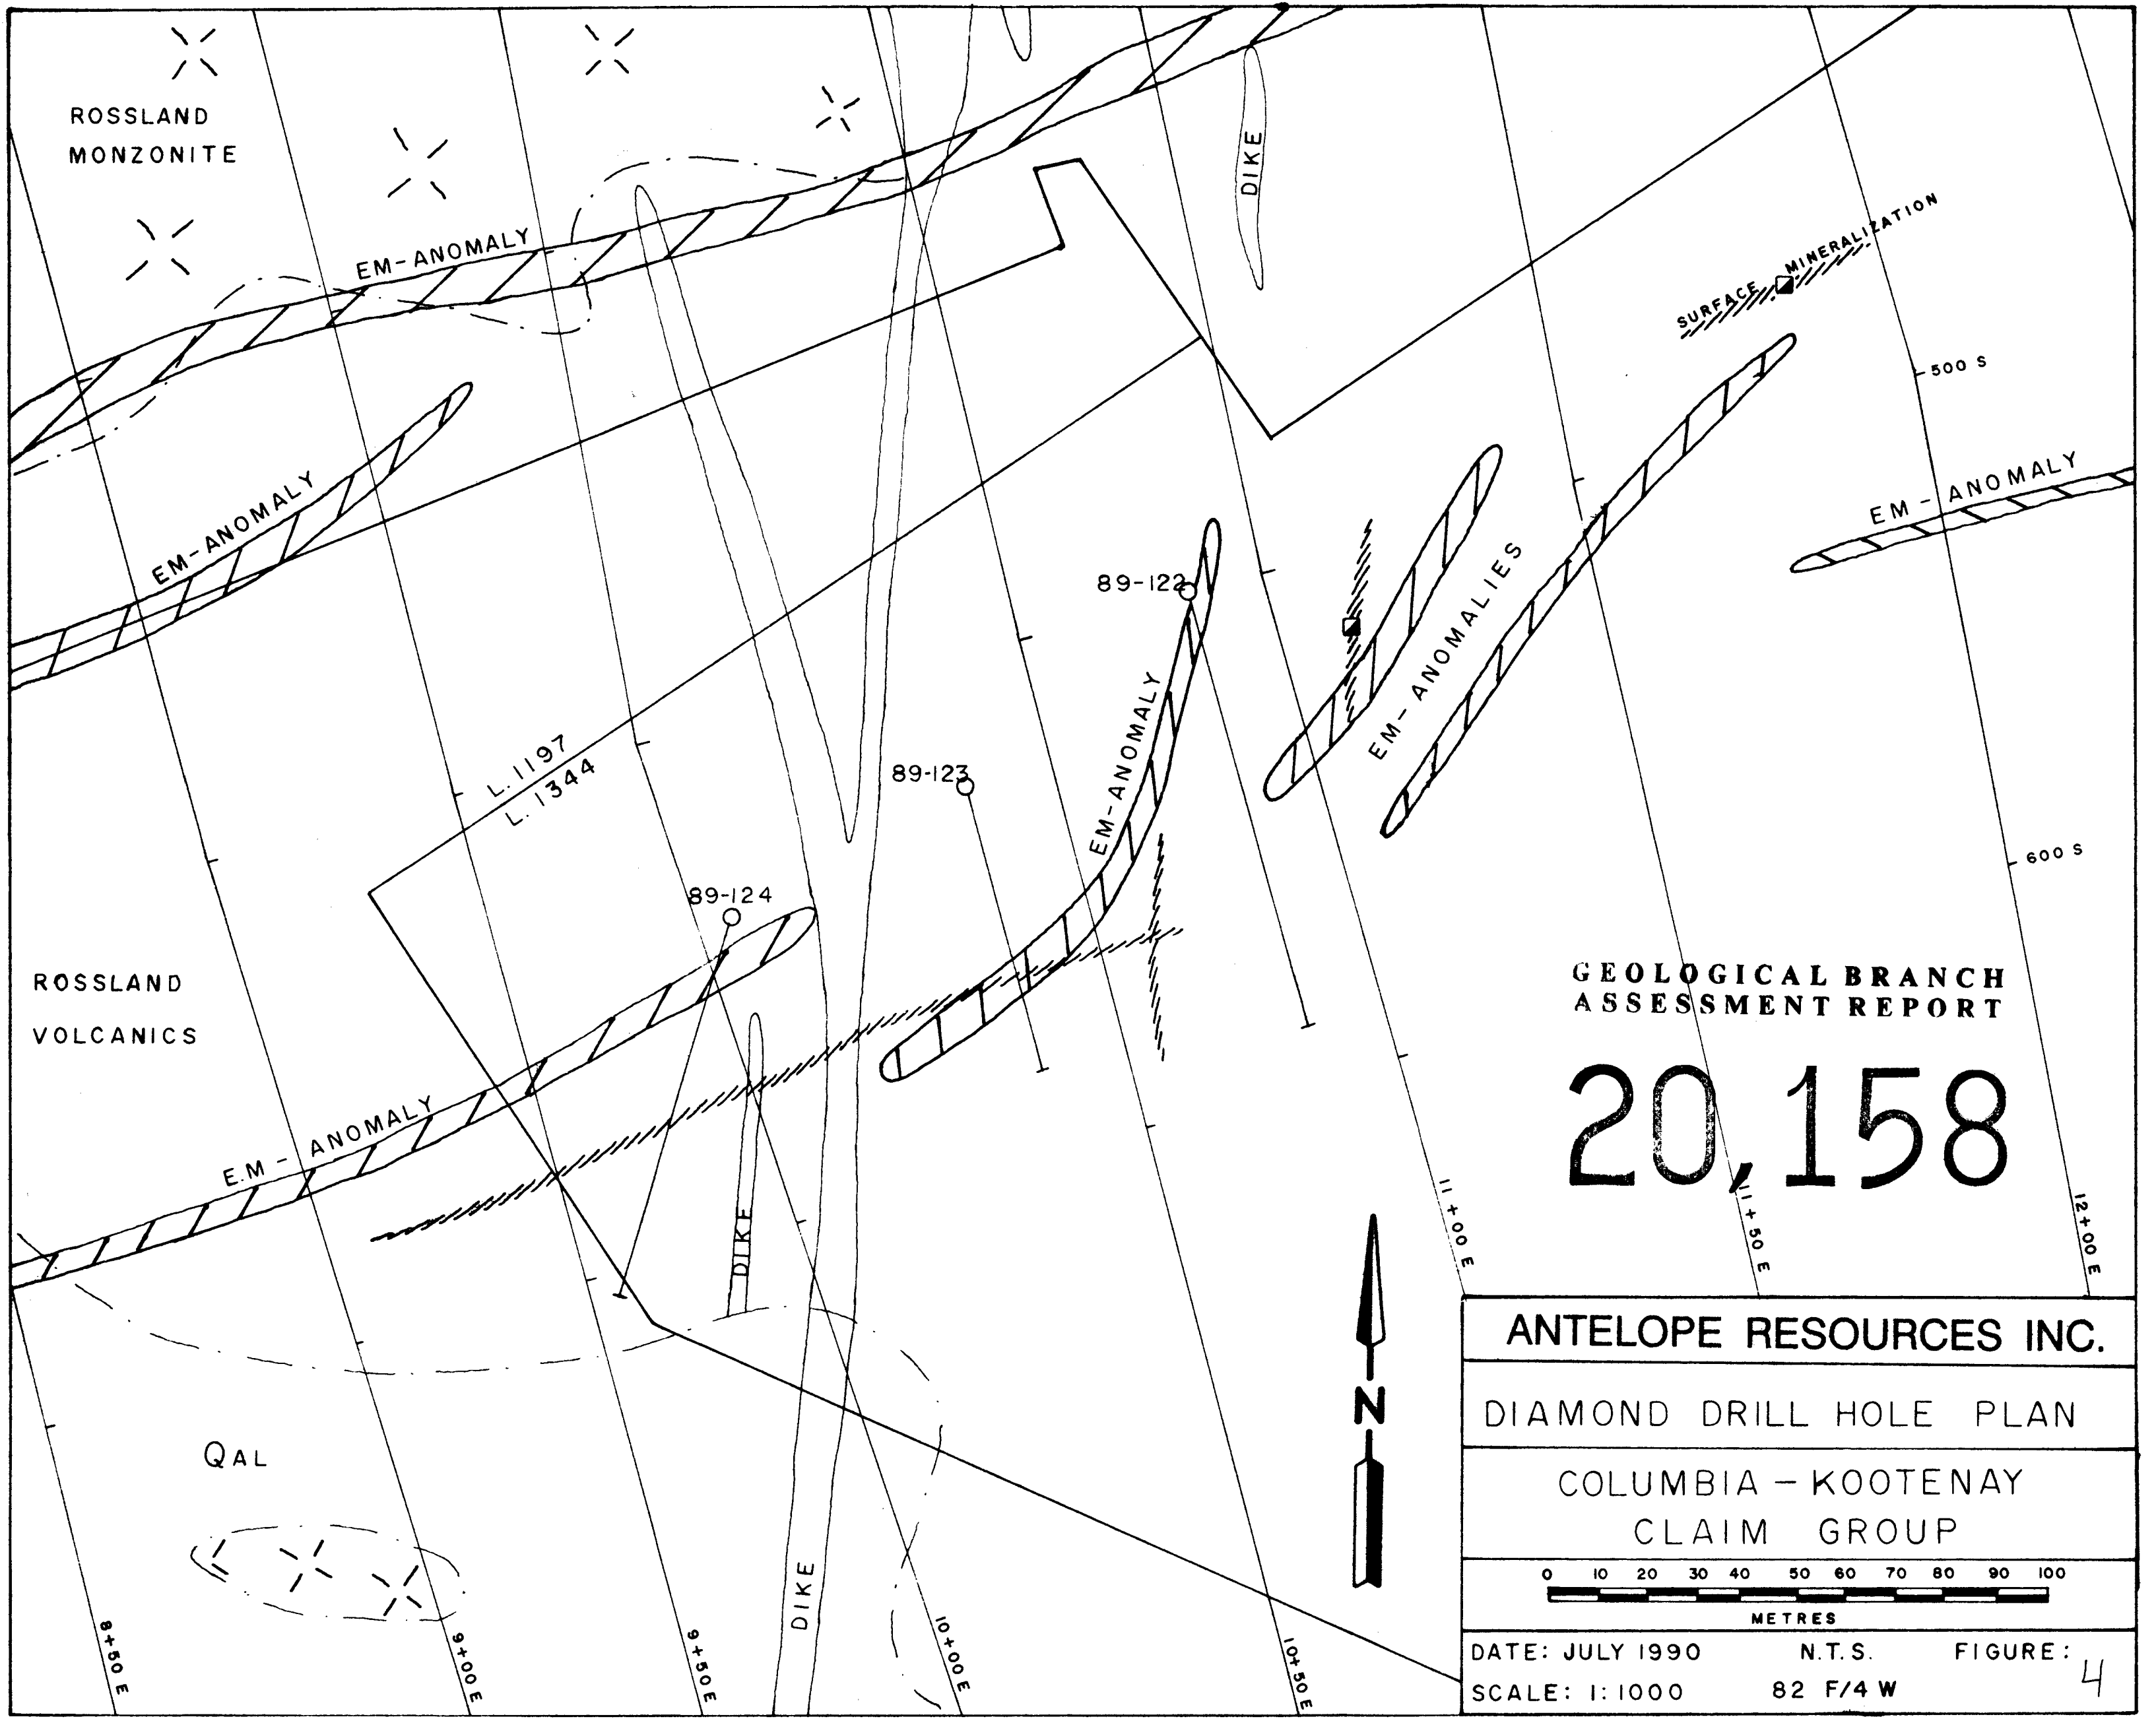 ROSSLAND
MONZONITE
EM-ANOMALY
DIKE
SURFACE MINERALIZATION
500 S
EM-ANOMALY
EM - ANOMALY
89-122
EM-ANOMALIES
L. 1197
L. 1344
89-123
EM-ANOMALY
600 S
89-124
ROSSLAND
VOLCANICS
GEOLOGICAL BRANCH
ASSESSMENT REPORT
20,158
E.M - ANOMALY
DIKE
11+00 E
11+50 E
12+00 E
N
QAL
DIKE
8+50 E
9+00 E
9+50 E
10+00 E
10+50 E
ANTELOPE RESOURCES INC.
DIAMOND DRILL HOLE PLAN
COLUMBIA - KOOTENAY
CLAIM GROUP
0 10 20 30 40 50 60 70 80 90 100
METRES
DATE: JULY 1990 N.T.S. FIGURE: 4
SCALE: 1:1000 82 F/4 W